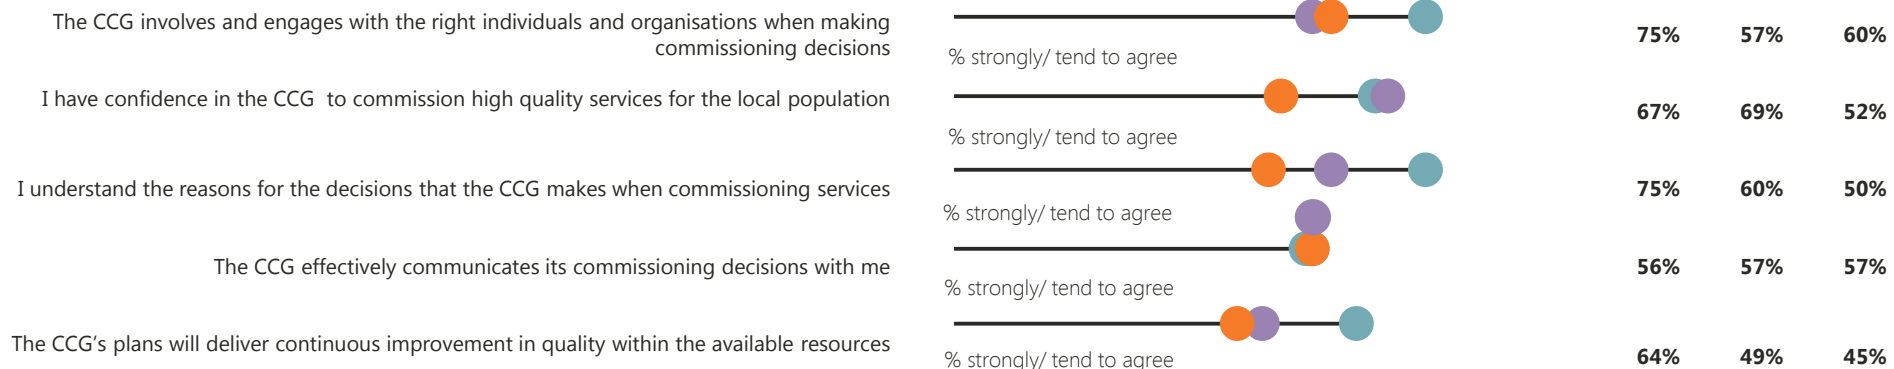 The CCG involves and engages with the right individuals and organisations when making
commissioning decisions
% strongly/ tend to agree
75% 57% 60%
I have confidence in the CCG to commission high quality services for the local population
% strongly/ tend to agree
67% 69% 52%
I understand the reasons for the decisions that the CCG makes when commissioning services
% strongly/ tend to agree
75% 60% 50%
The CCG effectively communicates its commissioning decisions with me
% strongly/ tend to agree
56% 57% 57%
The CCG’s plans will deliver continuous improvement in quality within the available resources
% strongly/ tend to agree
64% 49% 45%